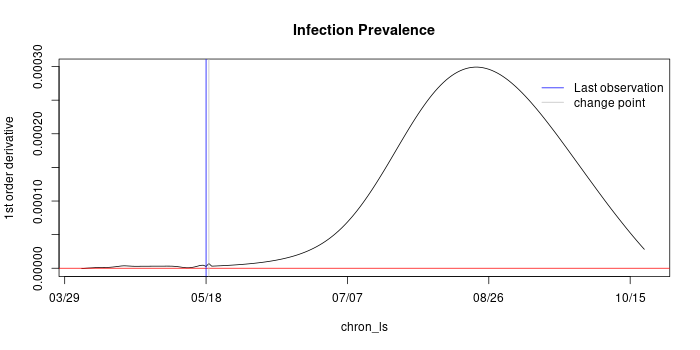 Infection Prevalence
0.00030
0.00020
0.00010
0.00000
1st order derivative
Last observation
change point
03/29 05/18 07/07 08/26 10/15
chron_ls